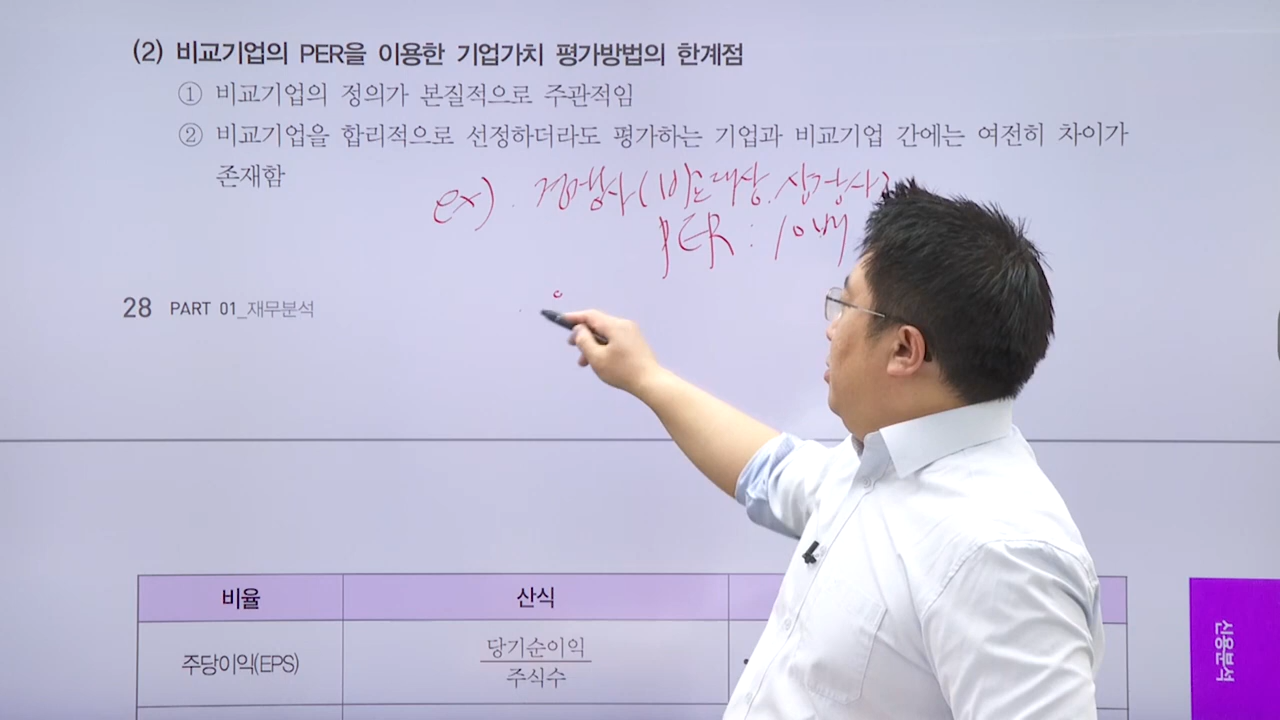 (2) 비교기업의 PER을 이용한 기업가치 평가방법의 한계점
① 비교기업의 정의가 본질적으로 주관적임
② 비교기업을 합리적으로 선정하더라도 평가하는 기업과 비교기업 간에는 여전히 차이가
존재함
ex) 경쟁사(비교대상, 상장사)
PER : 10배
28 PART 01_재무분석
비율 산식
주당이익(EPS) 당기순이익
주식수
신용분석